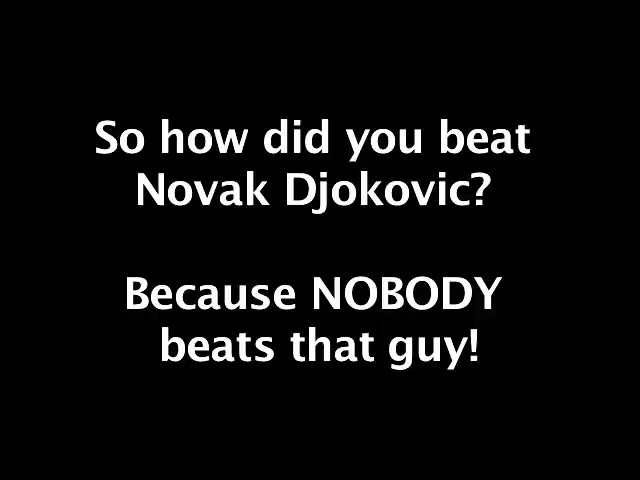 So how did you beat
Novak Djokovic?
Because NOBODY
beats that guy!